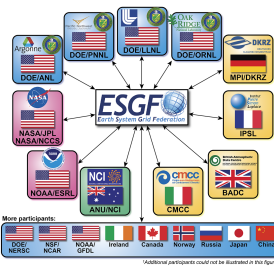 Argonne
DOE/ANL
DOE/PNNL
DOE/LLNL
OAK
RIDGE
DOE/ORNL
DKRZ
MPI/DKRZ
NASA
NASA/JPL
NASA/NCCS
ESGF
Earth System Grid Federation
IPSL
NOAA/ESRL
NCI
ANU/NCI
CMCC
CMCC
BADC
More participants:
DOE/
NERSC
NSF/
NCAR
NOAA/
GFDL
Ireland
Canada
Norway
Russia
Japan
China
*Additional participants could not be illustrated in this figur